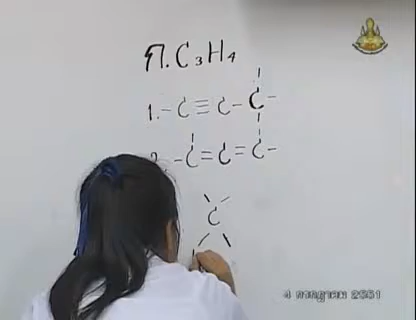 ก. C₃H₄
1. -C≡C-C-
2. -C=C=C-
C
4 กรกฎาคม 2551